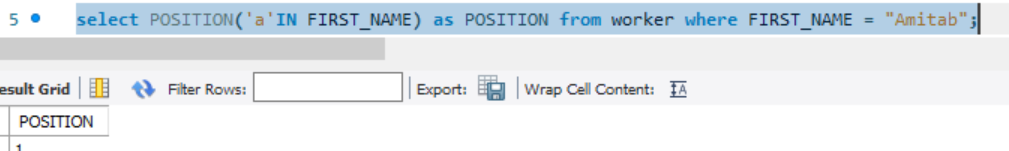 5 select POSITION('a'IN FIRST_NAME) as POSITION from worker where FIRST_NAME = "Amitab";
esult Grid Filter Rows: Export: Wrap Cell Content: IA
POSITION
1